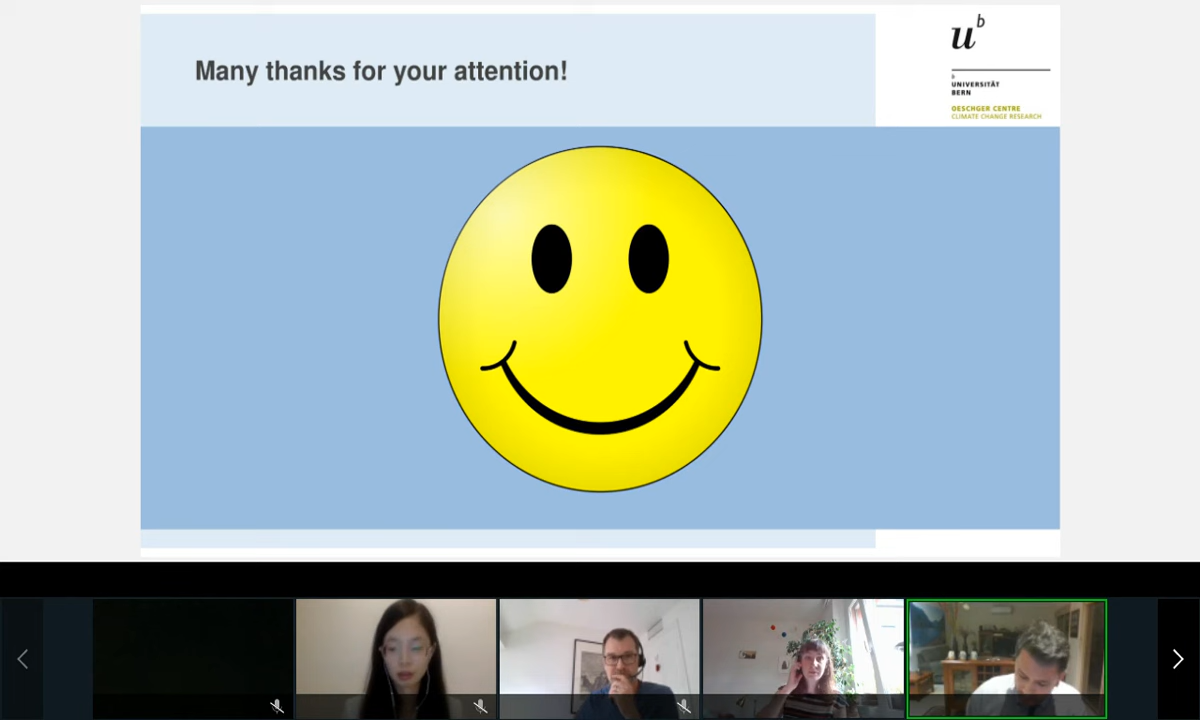 Many thanks for your attention!
u
b
b
UNIVERSITÄT
BERN
OESCHGER CENTRE
CLIMATE CHANGE RESEARCH